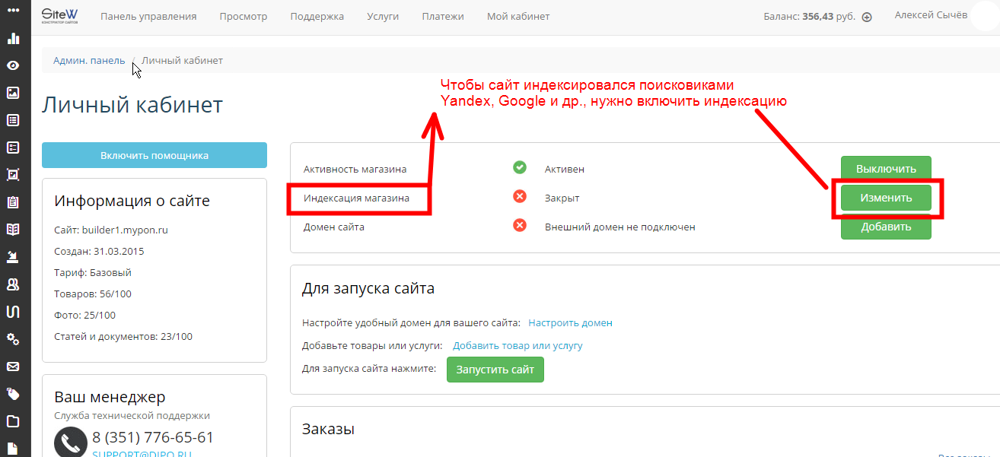 SiteW
КОНСТРУКТОР САЙТОВ
Панель управления Просмотр Поддержка Услуги Платежи Мой кабинет Баланс: 356,43 руб. Алексей Сычёв
Админ. панель / Личный кабинет
Чтобы сайт индексировался поисковиками
Yandex, Google и др., нужно включить индексацию
Личный кабинет
Включить помощника
Информация о сайте
Сайт: builder1.mypon.ru
Создан: 31.03.2015
Тариф: Базовый
Товаров: 56/100
Фото: 25/100
Статей и документов: 23/100
Ваш менеджер
Служба технической поддержки
8 (351) 776-65-61
SUPPORT@DIPO.RU
Активность магазина Активен Выключить
Индексация магазина Закрыт Изменить
Домен сайта Внешний домен не подключен Добавить
Для запуска сайта
Настройте удобный домен для вашего сайта: Настроить домен
Добавьте товары или услуги: Добавить товар или услугу
Для запуска сайта нажмите: Запустить сайт
Заказы